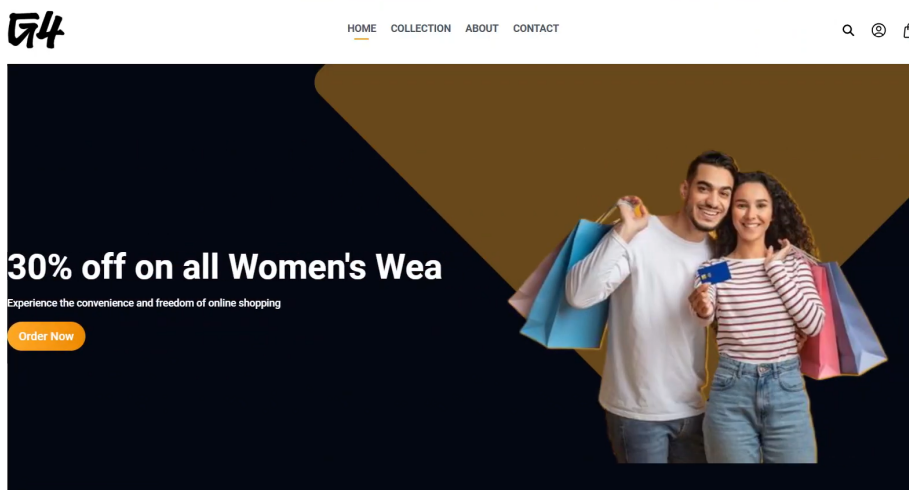 G4
HOME COLLECTION ABOUT CONTACT
30% off on all Women's Wea
Experience the convenience and freedom of online shopping
Order Now